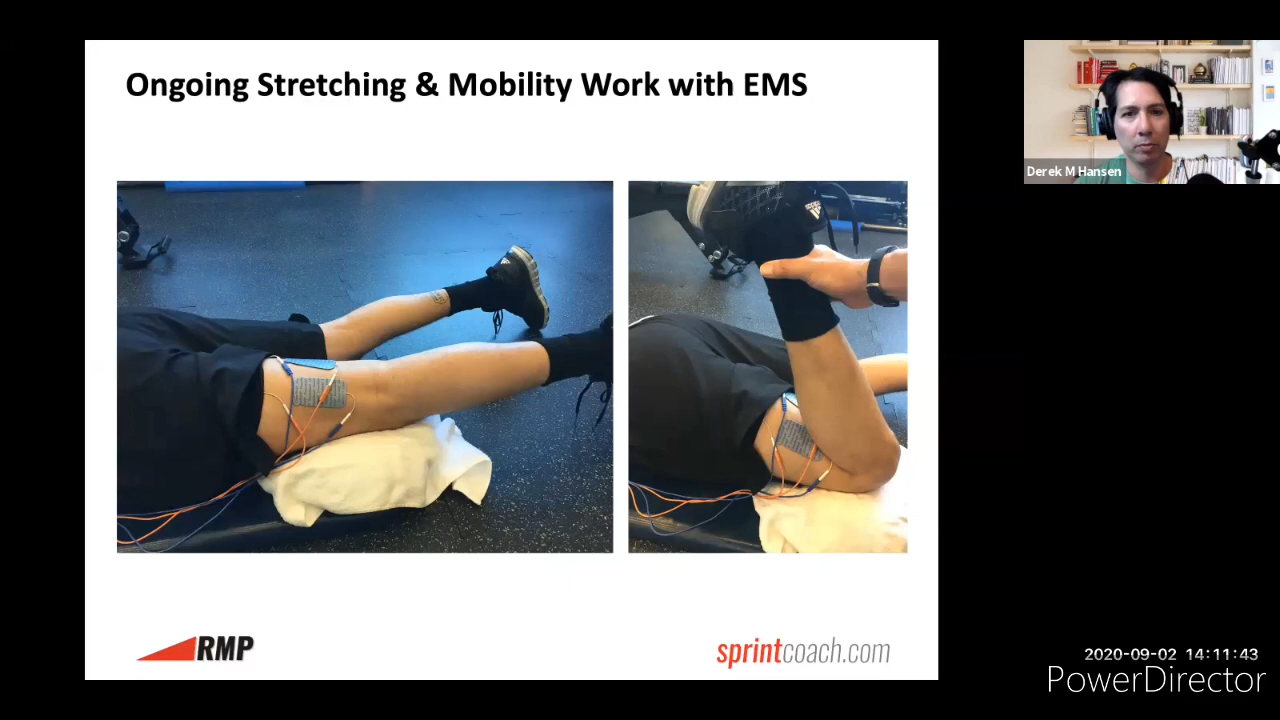 Ongoing Stretching & Mobility Work with EMS
Derek M Hansen
RMP
sprintcoach.com
2020-09-02 14:11:43
PowerDirector